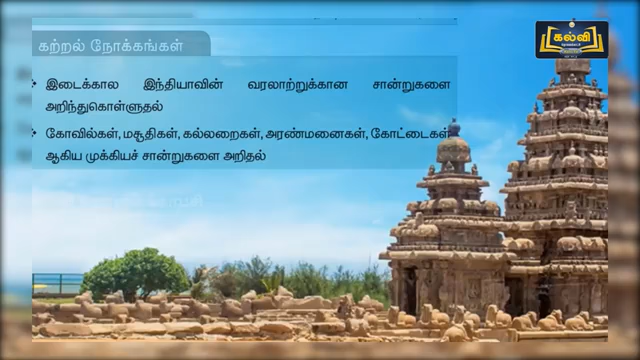 கற்றல் நோக்கங்கள்
கல்வி
இடைக்கால இந்தியாவின் வரலாற்றுக்கான சான்றுகளை
அறிந்துகொள்ளுதல்
கோவில்கள், மசூதிகள், கல்லறைகள், அரண்மனைகள், கோட்டைகள்
ஆகிய முக்கியச் சான்றுகளை அறிதல்